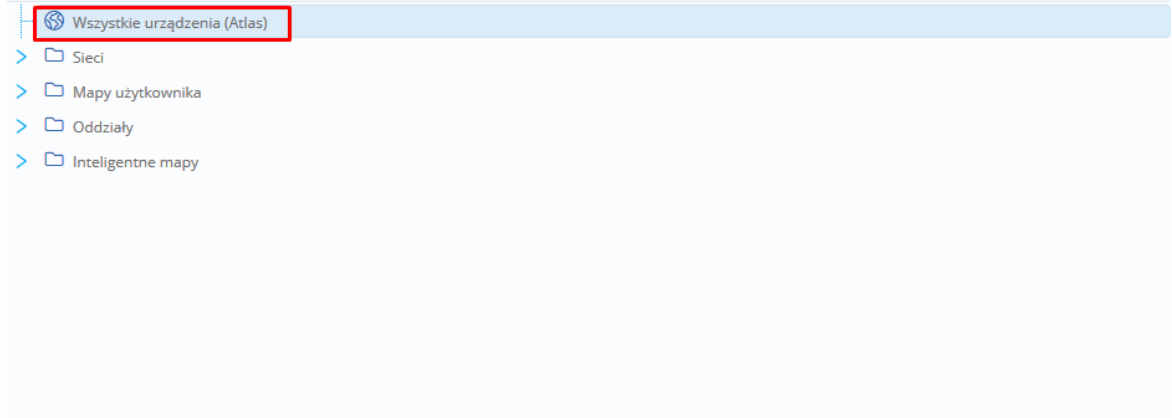 Wszystkie urządzenia (Atlas)
Sieci
Mapy użytkownika
Oddziały
Inteligentne mapy